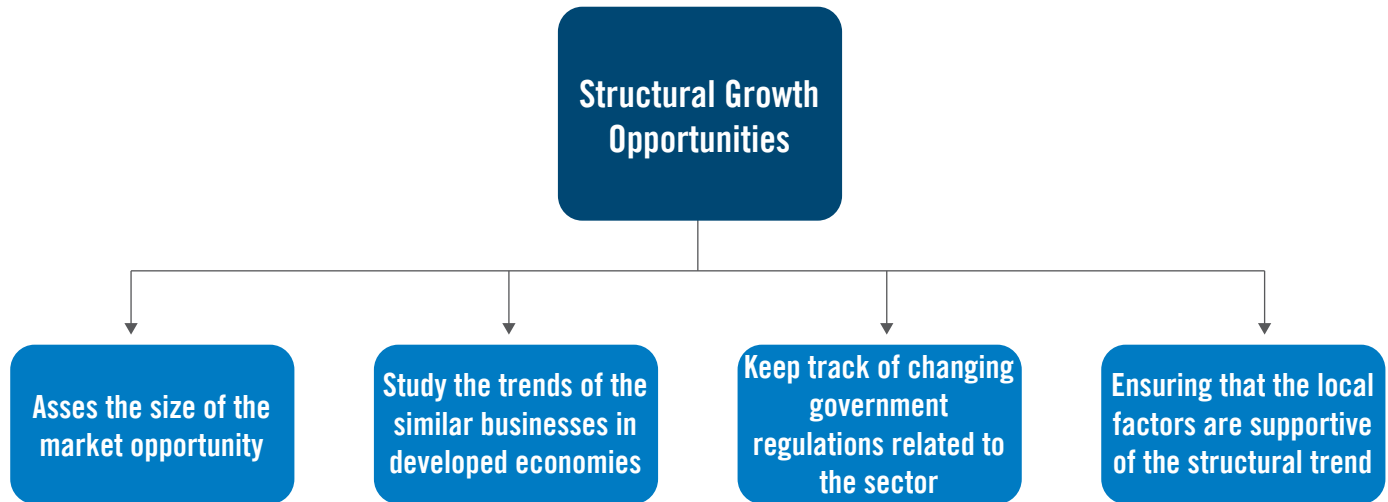 Structural Growth
Opportunities
Asses the size of the
market opportunity
Study the trends of the
similar businesses in
developed economies
Keep track of changing
government
regulations related to
the sector
Ensuring that the local
factors are supportive
of the structural trend